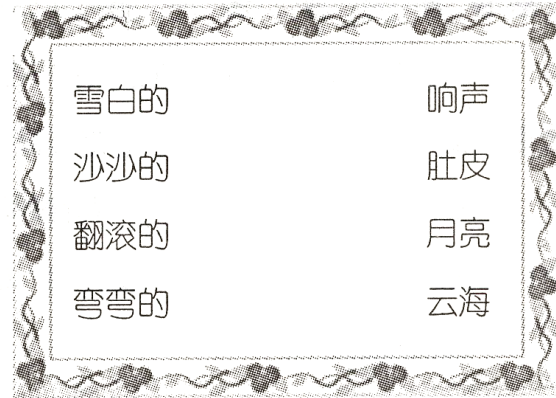 雪白的 响声
沙沙的 肚皮
翻滚的 月亮
弯弯的 云海